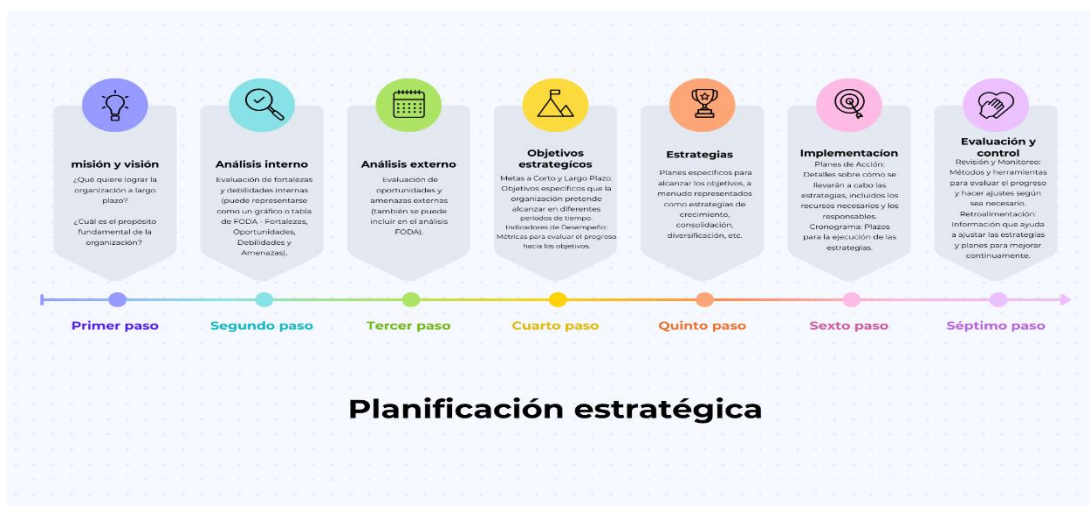 misión y visión
¿Qué quiere lograr la
organización a largo
plazo?
¿Cuál es el propósito
fundamental de la
organización?
Análisis interno
Evaluación de fortalezas
y debilidades internas
(puede representarse
como un gráfico o tabla
de FODA - Fortalezas,
Oportunidades,
Debilidades y
Amenazas).
Análisis externo
Evaluación de
oportunidades y
amenazas externas
(también se puede
incluir en el análisis
FODA).
Objetivos
estrategícos
Metas a Corto y Largo Plazo:
Objetivos específicos que la
organización pretende
alcanzar en diferentes
períodos de tiempo.
Indicadores de Desempeño:
Métricas para evaluar el progreso
hacia los objetivos.
Estrategias
Planes específicos para
alcanzar los objetivos, a
menudo representados
como estrategias de
crecimiento,
consolidación,
diversificación, etc.
Implementacíon
Planes de Acción:
Detalles sobre cómo se
llevarán a cabo las
estrategias, incluidos los
recursos necesarios y los
responsables.
Cronograma: Plazos
para la ejecución de las
estrategias.
Evaluación y
control
Revisión y Monitoreo:
Métodos y herramientas
para evaluar el progreso
y hacer ajustes según
sea necesario.
Retroalimentación:
Información que ayuda
a ajustar las estrategias
y planes para mejorar
continuamente.
Primer paso
Segundo paso
Tercer paso
Cuarto paso
Quinto paso
Sexto paso
Séptimo paso
Planificación estratégica